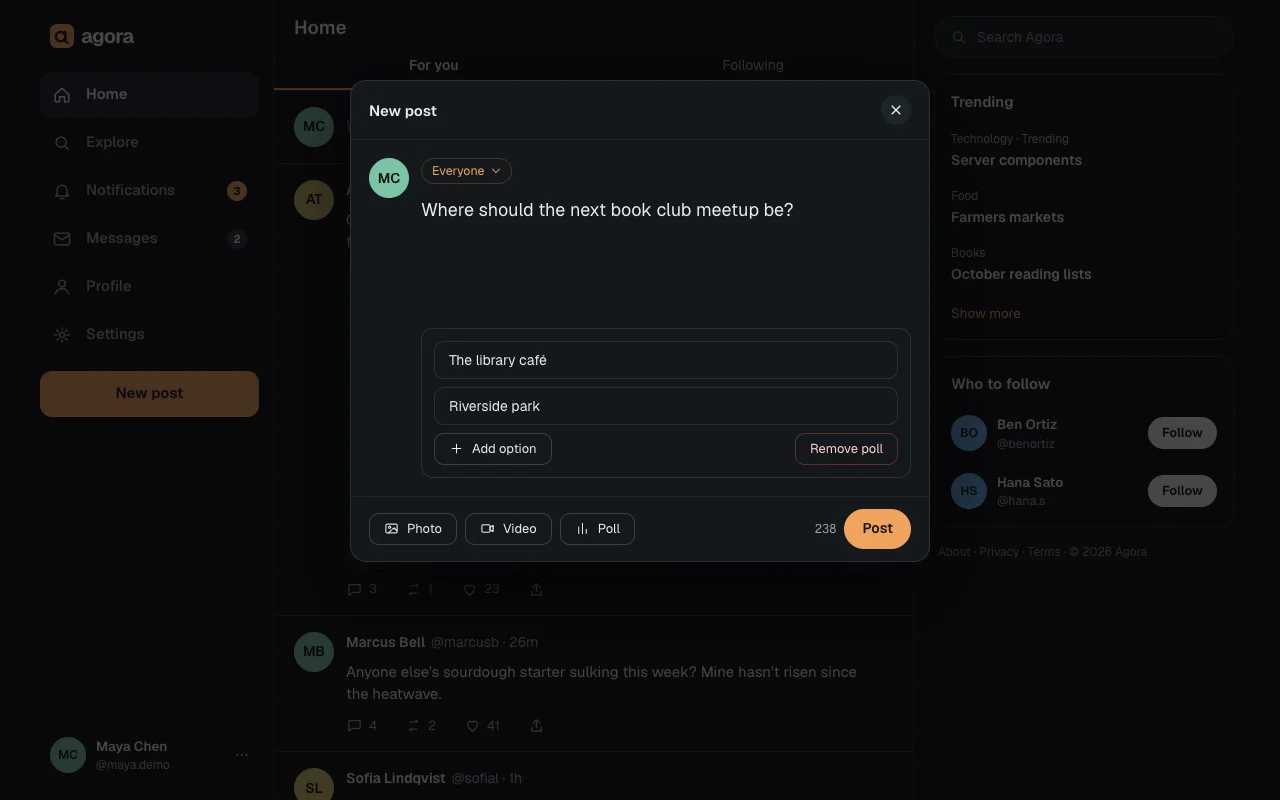 agora
Home
Explore
Notifications 3
Messages 2
Profile
Settings
New post
MC Maya Chen
@maya.demo
Home
For you Following
MC
AT
New post
MC Everyone
Where should the next book club meetup be?
The library café
Riverside park
Add option Remove poll
Photo Video Poll 238 Post
3 1 23
MB Marcus Bell @marcusb · 26m
Anyone else's sourdough starter sulking this week? Mine hasn't risen since
the heatwave.
4 2 41
SL Sofia Lindqvist @sofial · 1h
Search Agora
Trending
Technology · Trending
Server components
Food
Farmers markets
Books
October reading lists
Show more
Who to follow
BO Ben Ortiz
@benortiz
Follow
HS Hana Sato
@hana.s
Follow
About · Privacy · Terms · © 2026 Agora